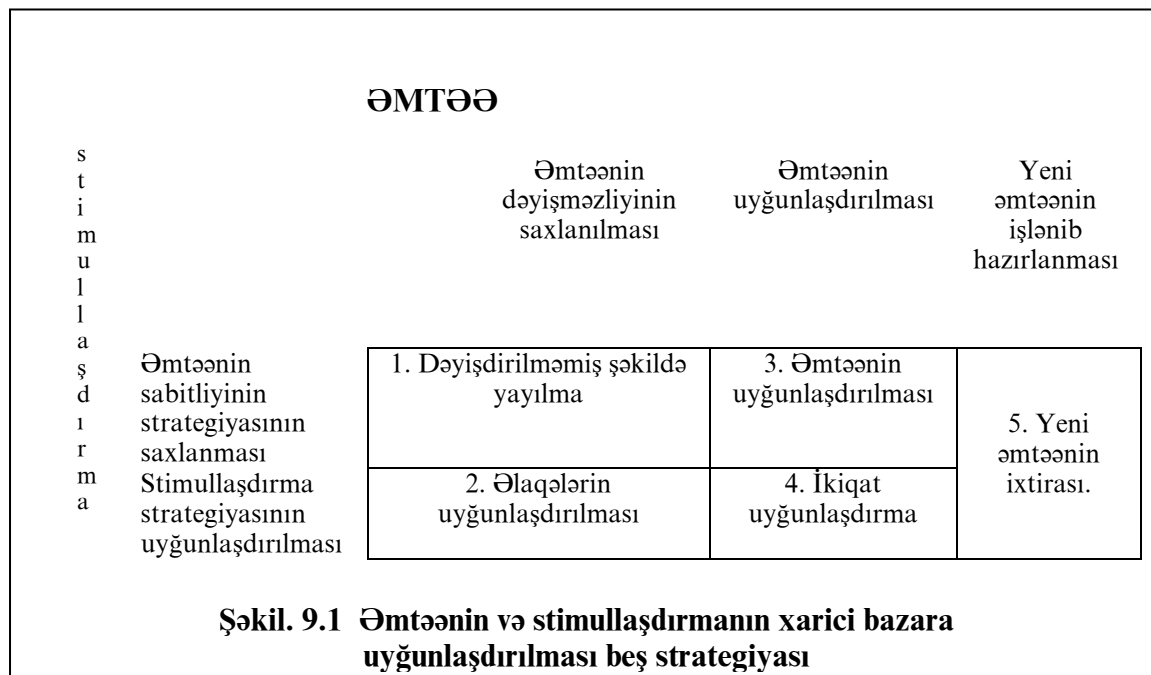 ƏMTƏƏ
stimullaşdırma
Əmtəənin
dəyişməzliyinin
saxlanılması
Əmtəənin
uyğunlaşdırılması
Yeni
əmtəənin
işlənib
hazırlanması
Əmtəənin
sabitliyinin
strategiyasının
saxlanması
1. Dəyişdirilməmiş şəkildə
yayılma
3. Əmtəənin
uyğunlaşdırılması
5. Yeni
əmtəənin
ixtirası.
Stimullaşdırma
strategiyasının
uyğunlaşdırılması
2. Əlaqələrin
uyğunlaşdırılması
4. İkiqat
uyğunlaşdırma
Şəkil. 9.1 Əmtəənin və stimullaşdırmanın xarici bazara
uyğunlaşdırılması beş strategiyası